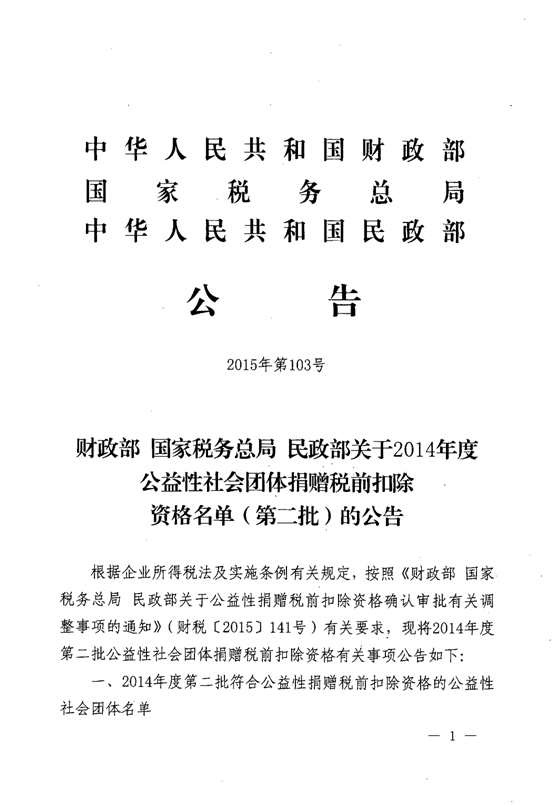 中华人民共和国财政部
国家税务总局
中华人民共和国民政部
公告
2015年第103号
财政部 国家税务总局 民政部关于2014年度
公益性社会团体捐赠税前扣除
资格名单（第二批）的公告
根据企业所得税法及实施条例有关规定，按照《财政部 国家
税务总局 民政部关于公益性捐赠税前扣除资格确认审批有关调
整事项的通知》（财税〔2015〕141号）有关要求，现将2014年度
第二批公益性社会团体捐赠税前扣除资格有关事项公告如下：
一、2014年度第二批符合公益性捐赠税前扣除资格的公益性
社会团体名单
— 1 —